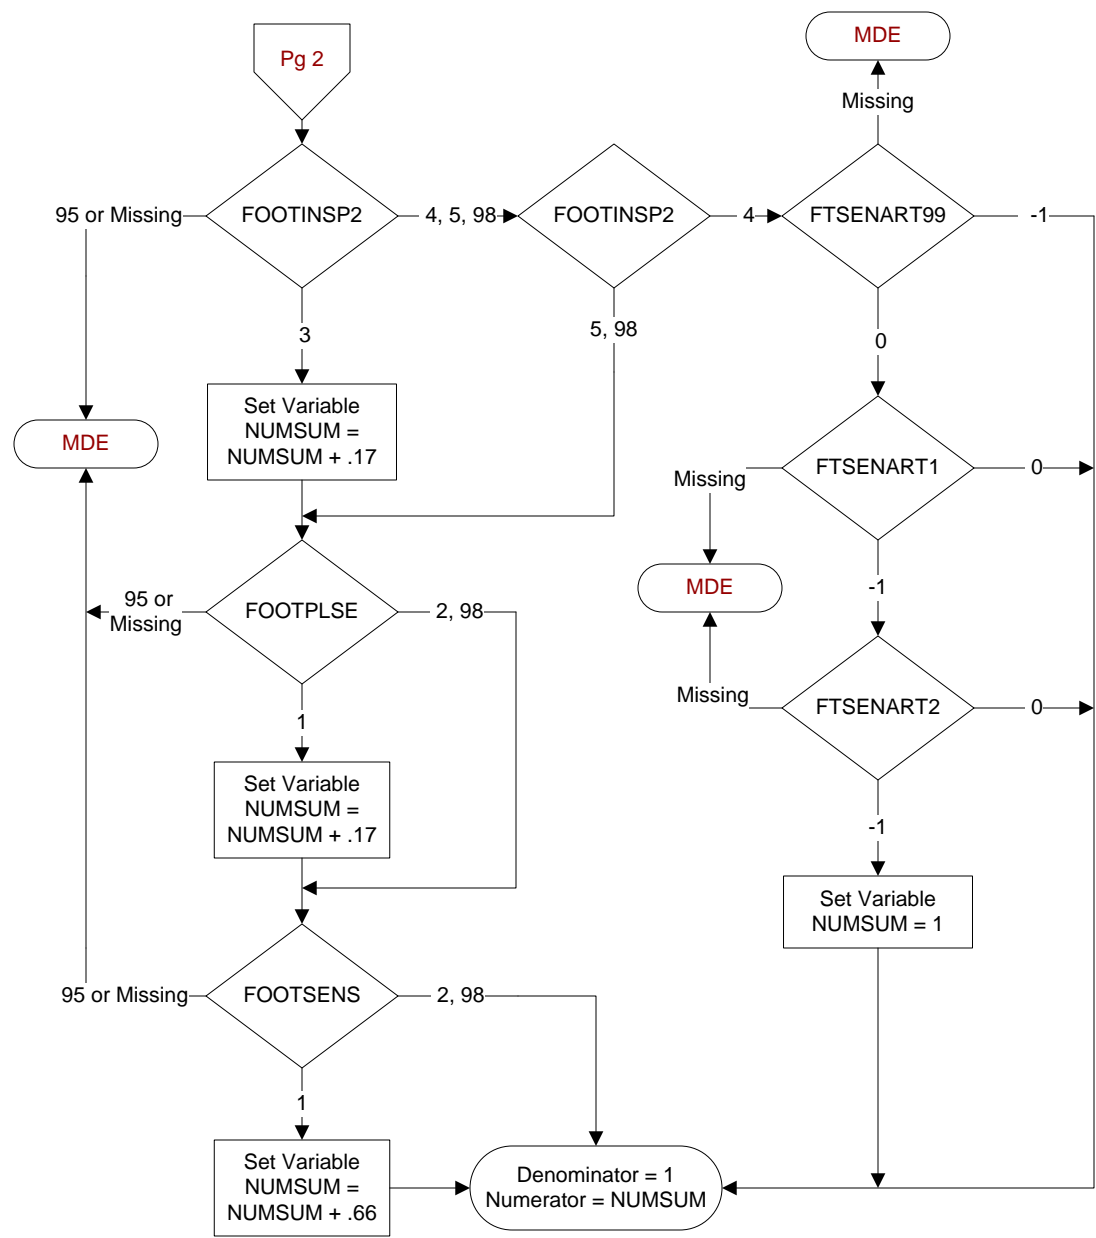 Pg 2
MDE
Missing
95 or Missing
FOOTINSP2
4, 5, 98
FOOTINSP2
4
FTSENART99
-1
3
5, 98
0
Set Variable
NUMSUM =
NUMSUM + .17
MDE
Missing
FTSENART1
0
95 or
Missing
FOOTPLSE
2, 98
MDE
-1
Missing
FTSENART2
0
1
Set Variable
NUMSUM =
NUMSUM + .17
-1
Set Variable
NUMSUM = 1
95 or Missing
FOOTSENS
2, 98
1
Set Variable
NUMSUM =
NUMSUM + .66
Denominator = 1
Numerator = NUMSUM